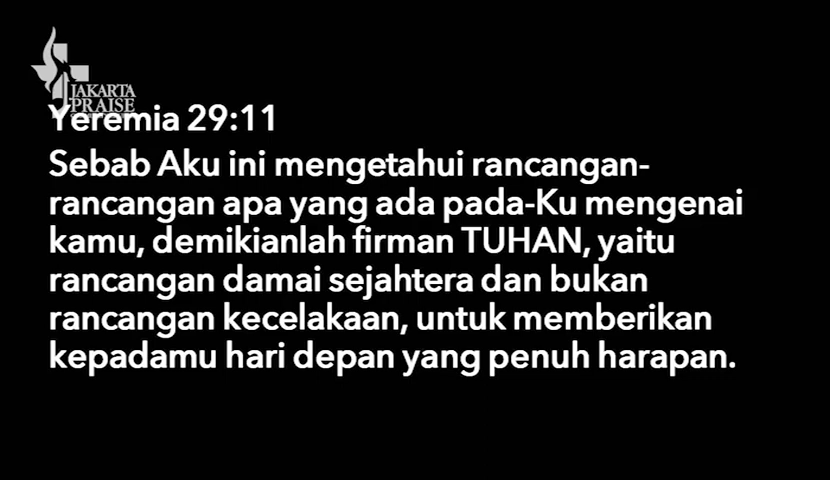 JAKARTA
PRAISE
Yeremia 29:11
Sebab Aku ini mengetahui rancangan-
rancangan apa yang ada pada-Ku mengenai
kamu, demikianlah firman TUHAN, yaitu
rancangan damai sejahtera dan bukan
rancangan kecelakaan, untuk memberikan
kepadamu hari depan yang penuh harapan.